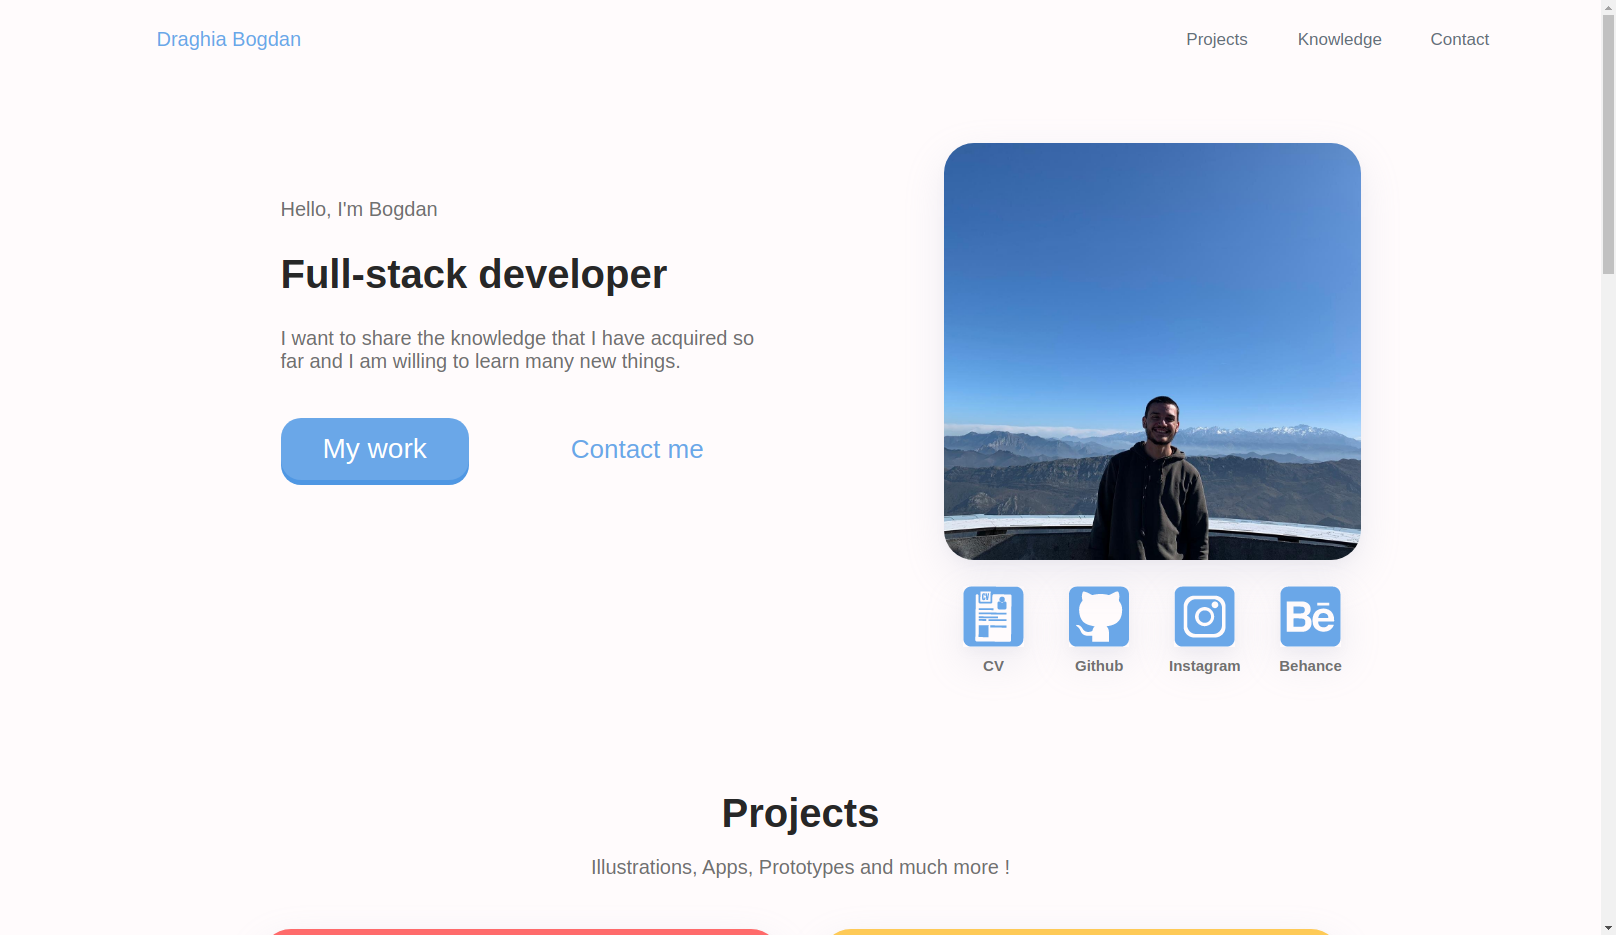 Draghia Bogdan
Projects
Knowledge
Contact
Hello, I'm Bogdan
Full-stack developer
I want to share the knowledge that I have acquired so
far and I am willing to learn many new things.
My work
Contact me
CV
CV
Github
Instagram
Bē
Behance
Projects
Illustrations, Apps, Prototypes and much more !